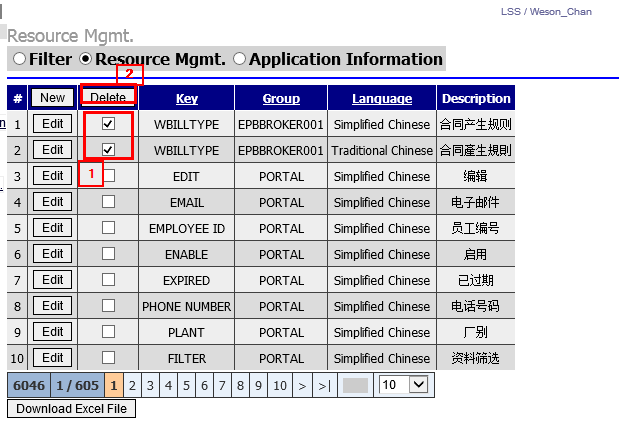 LSS / Weson_Chan
Resource Mgmt.
Filter Resource Mgmt. Application Information
2
# New Delete Key Group Language Description
1 Edit WBILLTYPE EPBBROKER001 Simplified Chinese 合同产生规则
2 Edit WBILLTYPE EPBBROKER001 Traditional Chinese 合同產生規則
1
3 Edit EDIT PORTAL Simplified Chinese 编辑
4 Edit EMAIL PORTAL Simplified Chinese 电子邮件
5 Edit EMPLOYEE ID PORTAL Simplified Chinese 员工编号
6 Edit ENABLE PORTAL Simplified Chinese 启用
7 Edit EXPIRED PORTAL Simplified Chinese 已过期
8 Edit PHONE NUMBER PORTAL Simplified Chinese 电话号码
9 Edit PLANT PORTAL Simplified Chinese 厂别
10 Edit FILTER PORTAL Simplified Chinese 资料筛选
6046 1 / 605 1 2 3 4 5 6 7 8 9 10 > >| 10
Download Excel File